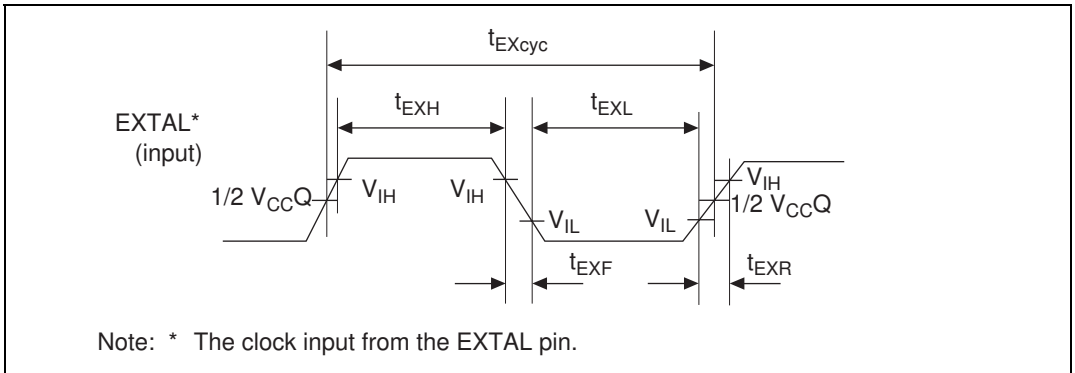 tEXcyc
tEXH
tEXL
EXTAL*
(input)
1/2 VCCQ
VIH
VIH
VIL
VIL
VIH
1/2 VCCQ
tEXF
tEXR
Note: * The clock input from the EXTAL pin.